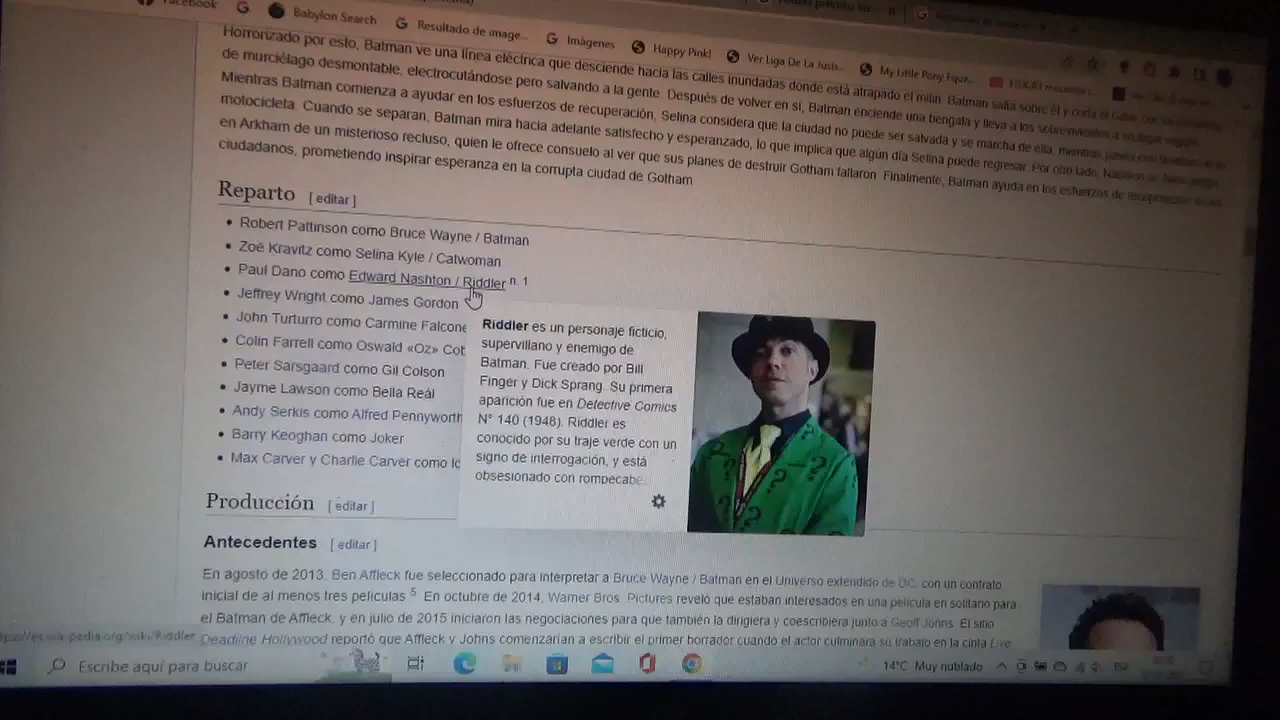 Facebook
Babylon Search
Resultado de image...
Imágenes
Happy Pink!
Ver Liga De La Justi...
My Little Pony Eque...
Horrorizado por esto, Batman ve una línea eléctrica que desciende hacia las calles inundadas donde está atrapado el mitin. Batman salta sobre él y corta el cable con su
de murciélago desmontable, electrocutándose pero salvando a la gente. Después de volver en sí, Batman enciende una bengala y lleva a los sobrevivientes a un lugar seguro.
Mientras Batman comienza a ayudar en los esfuerzos de recuperación, Selina considera que la ciudad no puede ser salvada y se marcha de ella, mientras
motocicleta. Cuando se separan, Batman mira hacia adelante satisfecho y esperanzado, lo que implica que algún día Selina puede regresar. Por otro lado, Nashton
en Arkham de un misterioso recluso, quien le ofrece consuelo al ver que sus planes de destruir Gotham fallaron. Finalmente, Batman ayuda en los esfuerzos de recuperación
ciudadanos, prometiendo inspirar esperanza en la corrupta ciudad de Gotham
Reparto [ editar ]
• Robert Pattinson como Bruce Wayne / Batman
• Zoë Kravitz como Selina Kyle / Catwoman
• Paul Dano como Edward Nashton / Riddler n. 1
• Jeffrey Wright como James Gordon
• John Turturro como Carmine Falcone
• Colin Farrell como Oswald «Oz» Cob
• Peter Sarsgaard como Gil Colson
• Jayme Lawson como Bella Reál
• Andy Serkis como Alfred Pennyworth
• Barry Keoghan como Joker
• Max Carver y Charlie Carver como lo
Riddler es un personaje ficticio,
supervillano y enemigo de
Batman. Fue creado por Bill
Finger y Dick Sprang. Su primera
aparición fue en Detective Comics
N° 140 (1948). Riddler es
conocido por su traje verde con un
signo de interrogación, y está
obsesionado con rompecabe
Producción [ editar ]
Antecedentes [ editar ]
En agosto de 2013, Ben Affleck fue seleccionado para interpretar a Bruce Wayne / Batman en el Universo extendido de DC, con un contrato
inicial de al menos tres películas 5 En octubre de 2014, Warner Bros. Pictures reveló que estaban interesados en una película en solitario para
el Batman de Affleck, y en julio de 2015 iniciaron las negociaciones para que también la dirigiera y coescribiera junto a Geoff Johns. El sitio
Deadline Hollywood reportó que Affleck y Johns comenzarían a escribir el primer borrador cuando el actor culminara su trabajo en la cinta Live
ttps://es.wikipedia.org/wiki/Riddler
Escribe aquí para buscar
14°C Muy nublado
ESP